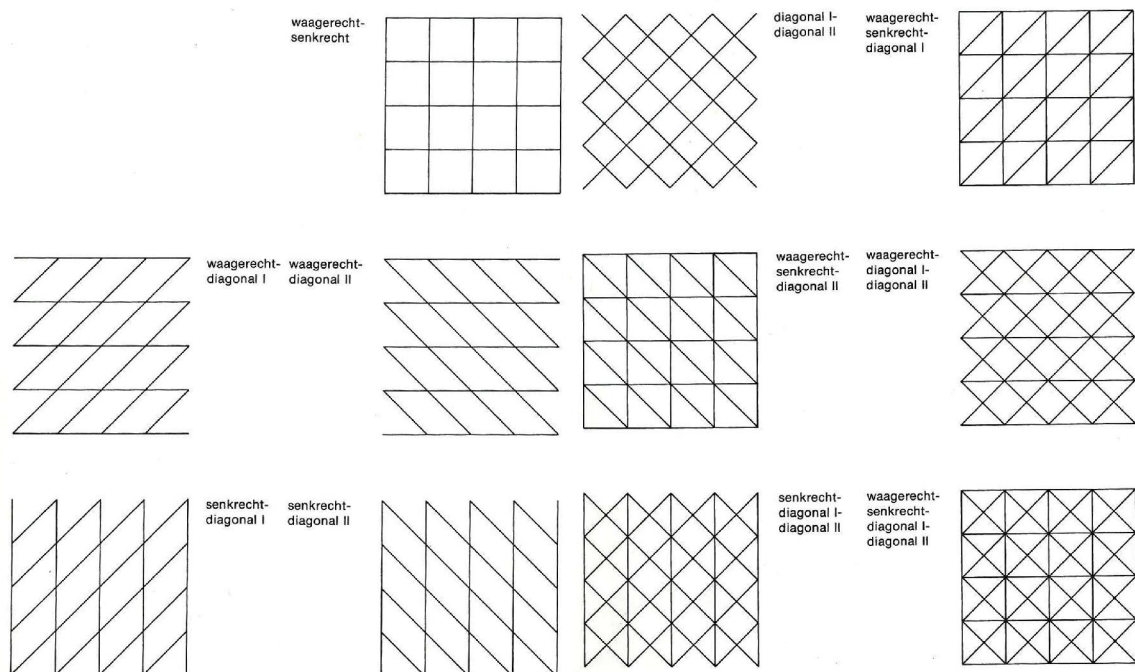 waagerecht-
senkrecht
diagonal I-
diagonal II
waagerecht-
senkrecht-
diagonal I
waagerecht-
diagonal I
waagerecht-
diagonal II
waagerecht-
senkrecht-
diagonal II
waagerecht-
diagonal I-
diagonal II
senkrecht-
diagonal I
senkrecht-
diagonal II
senkrecht-
diagonal I-
diagonal II
waagerecht-
senkrecht-
diagonal I-
diagonal II